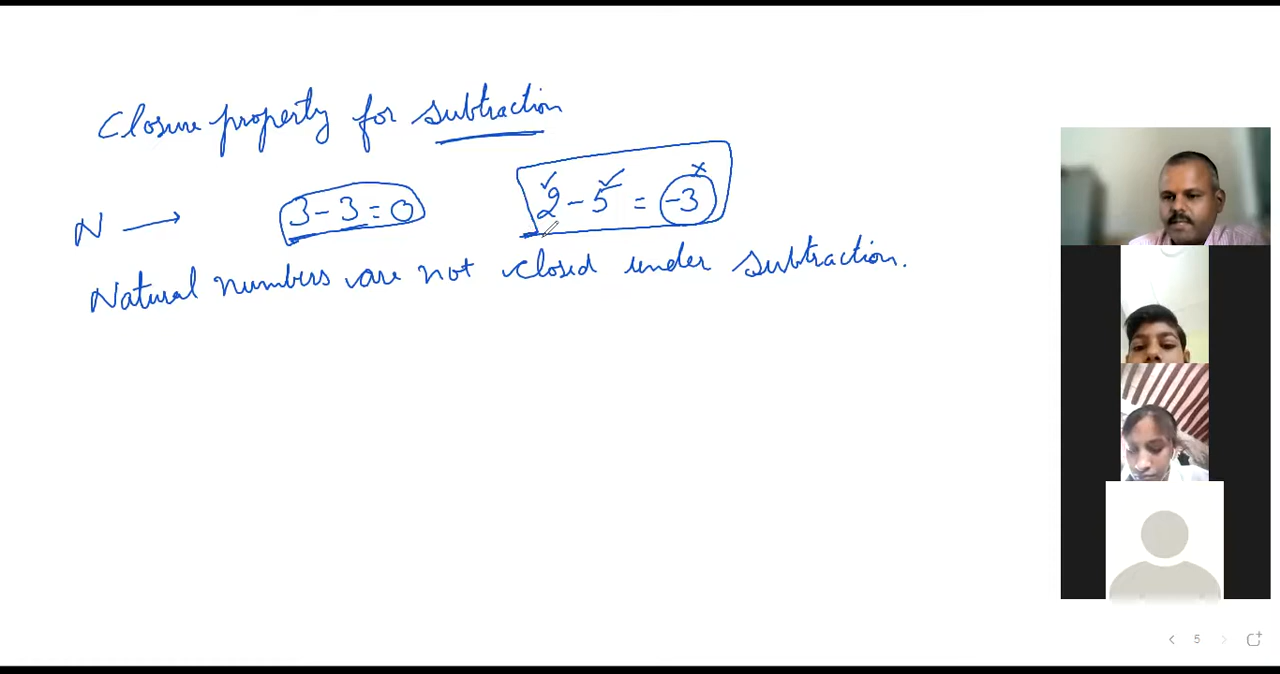 Closure property for subtraction
N → 3 - 3 = 0 2 - 5 = -3
Natural numbers are not closed under subtraction.
< 5 >